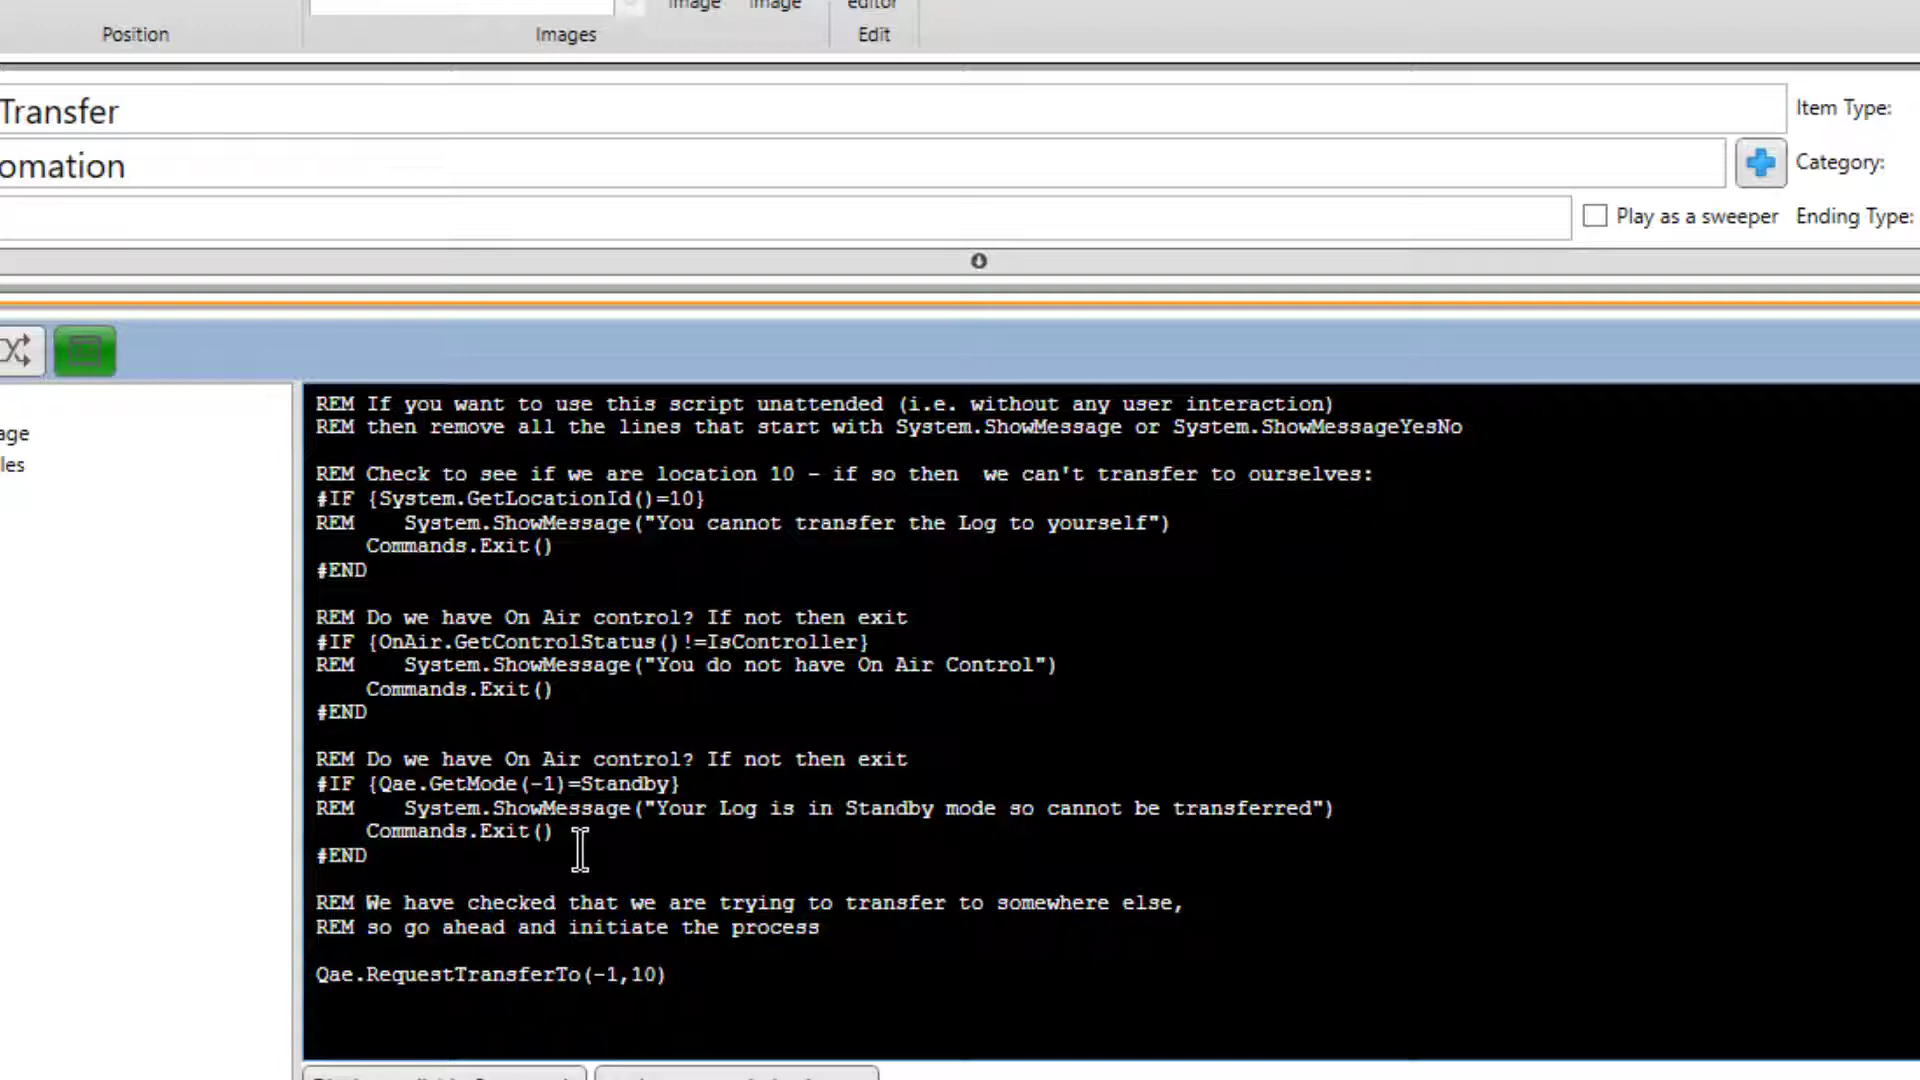 Image Image editor
Position Images Edit
Transfer Item Type:
omation Category:
Play as a sweeper Ending Type:
age
les
REM If you want to use this script unattended (i.e. without any user interaction)
REM then remove all the lines that start with System.ShowMessage or System.ShowMessageYesNo
REM Check to see if we are location 10 - if so then  we can't transfer to ourselves:
#IF {System.GetLocationId()=10}
REM    System.ShowMessage("You cannot transfer the Log to yourself")
Commands.Exit()
#END
REM Do we have On Air control? If not then exit
#IF {OnAir.GetControlStatus()!=IsController}
REM    System.ShowMessage("You do not have On Air Control")
Commands.Exit()
#END
REM Do we have On Air control? If not then exit
#IF {Qae.GetMode(-1)=Standby}
REM    System.ShowMessage("Your Log is in Standby mode so cannot be transferred")
Commands.Exit()
#END
REM We have checked that we are trying to transfer to somewhere else,
REM so go ahead and initiate the process
Qae.RequestTransferTo(-1,10)